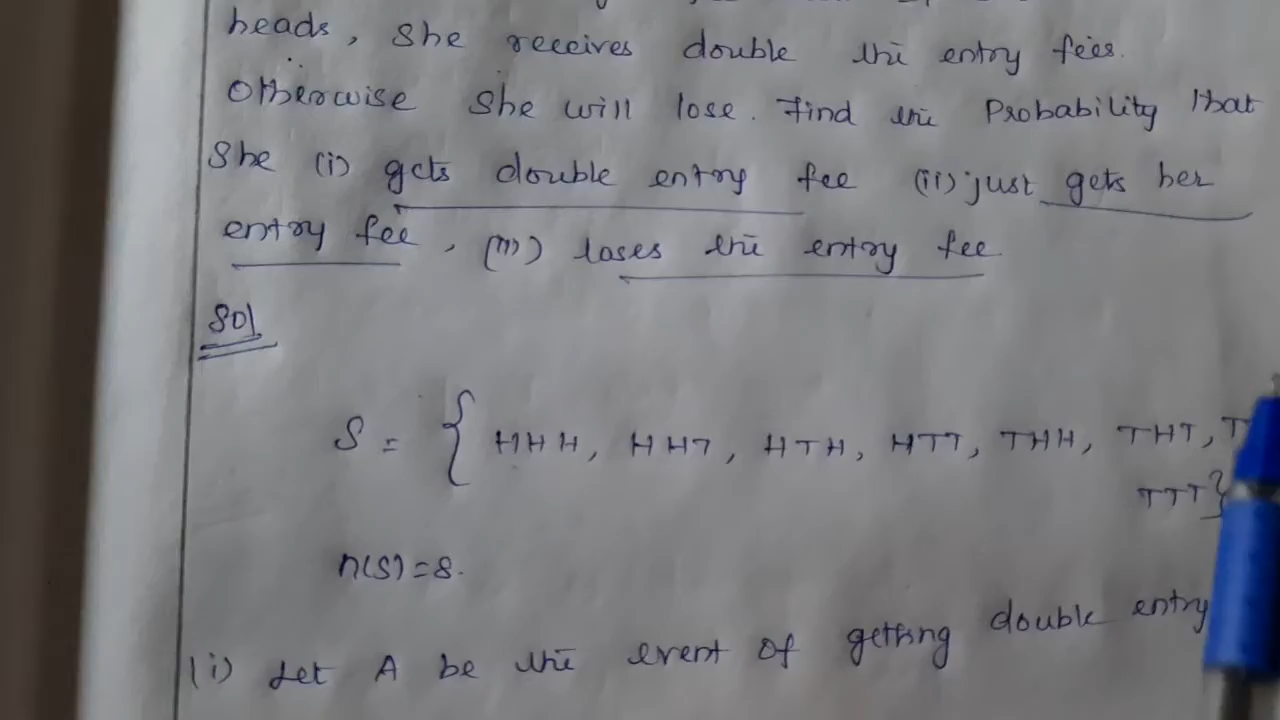 heads, she receives double the entry fees.
Otherwise she will lose. Find the Probability that
She (i) gets double entry fee (ii) just gets her
entry fee, (iii) loses the entry fee
Sol
S = { HHH, HHT, HTH, HTT, THH, THT, T
TTT}
n(S) = 8.
(i) Let A be the event of getting double entry